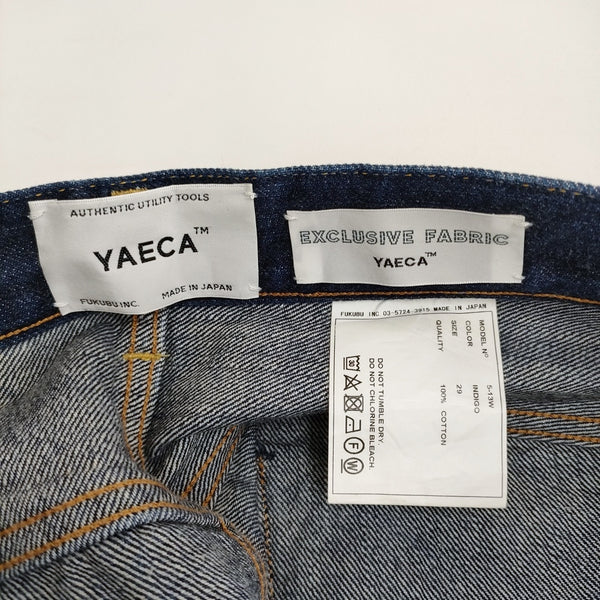 AUTHENTIC UTILITY TOOLS
YAECA™
FUKUBU INC. MADE IN JAPAN
EXCLUSIVE FABRIC
YAECA™
FUKUBU INC 03-5724-3915 MADE IN JAPAN
MODEL Nº 5-13W
COLOR INDIGO
SIZE 29
QUALITY 100% COTTON
DO NOT TUMBLE DRY.
DO NOT CHLORINE BLEACH.
30
F
W